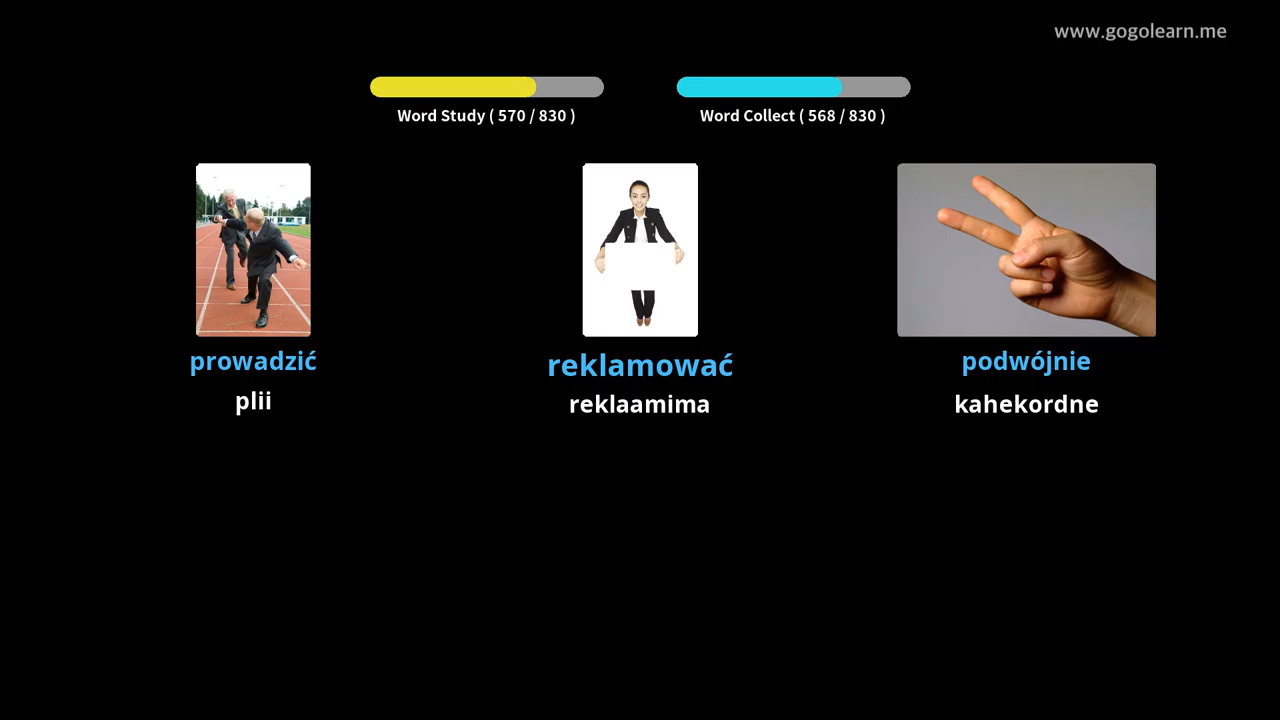 www.gogolearn.me
Word Study ( 570 / 830 )
Word Collect ( 568 / 830 )
prowadzić
plii
reklamować
reklaamima
podwójnie
kahekordne